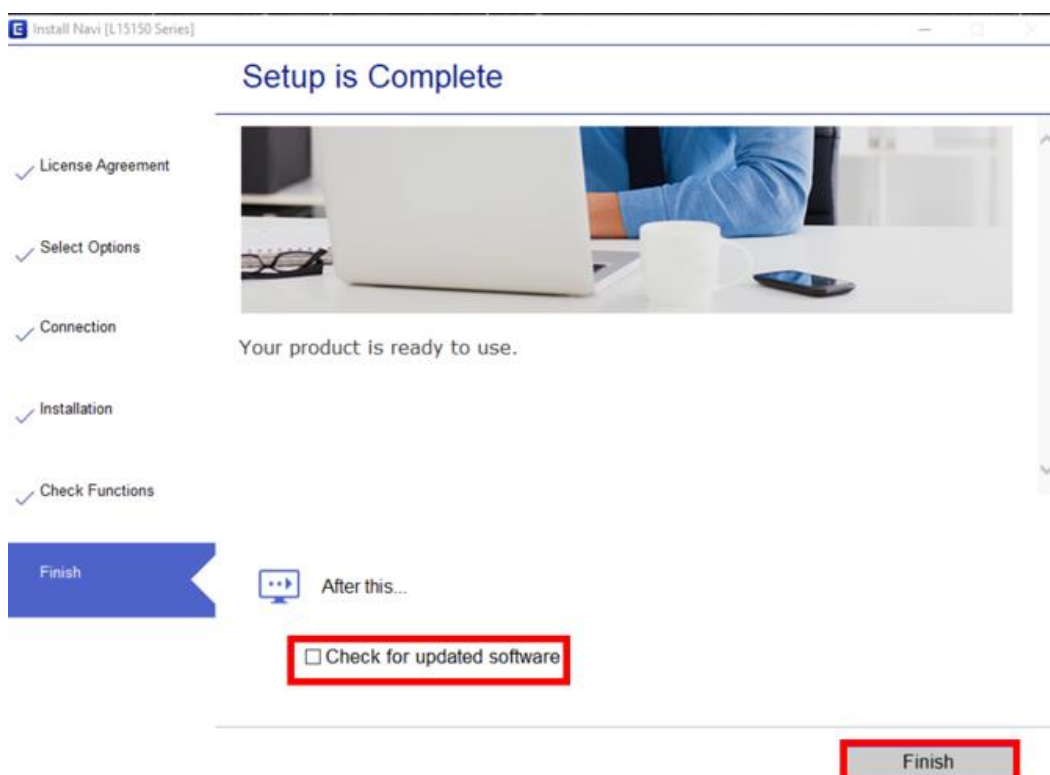 Install Navi [L15150 Series]
Setup is Complete
License Agreement
Select Options
Connection
Installation
Check Functions
Finish
Your product is ready to use.
After this...
Check for updated software
Finish